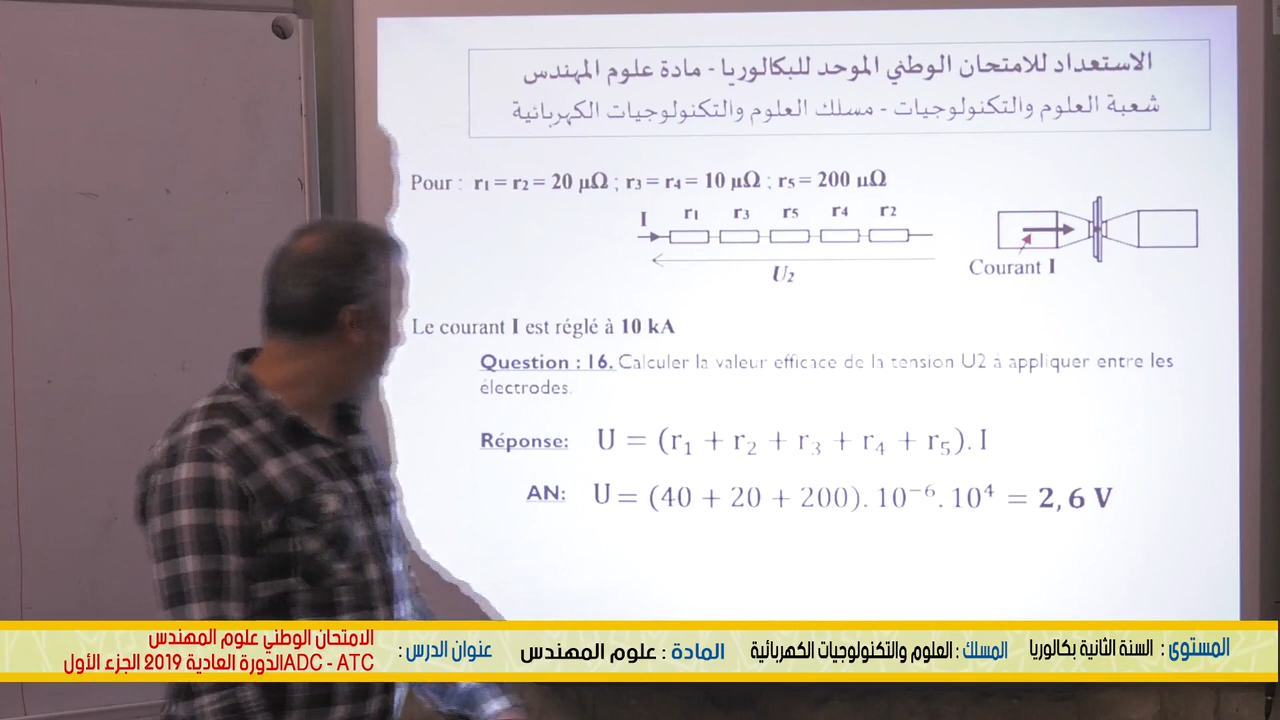 الاستعداد للامتحان الوطني الموحد للبكالوريا - مادة علوم المهندس
شعبة العلوم والتكنولوجيات - مسلك العلوم والتكنولوجيات الكهربائية
Pour : r1 = r2 = 20 µΩ ; r3 = r4 = 10 µΩ ; r5 = 200 µΩ
I r1 r3 r5 r4 r2
U2
Courant I
Le courant I est réglé à 10 kA
Question : 16. Calculer la valeur efficace de la tension U2 à appliquer entre les
électrodes.
Réponse: U = (r₁ + r₂ + r₃ + r₄ + r₅). I
AN: U = (40 + 20 + 200). 10⁻⁶. 10⁴ = 2,6 V
المستوى : السنة الثانية بكالوريا
المسلك : العلوم والتكنولوجيات الكهربائية
المادة : علوم المهندس
عنوان الدرس :
الامتحان الوطني علوم المهندس
ADC - ATCالدورة العادية 2019 الجزء الأول